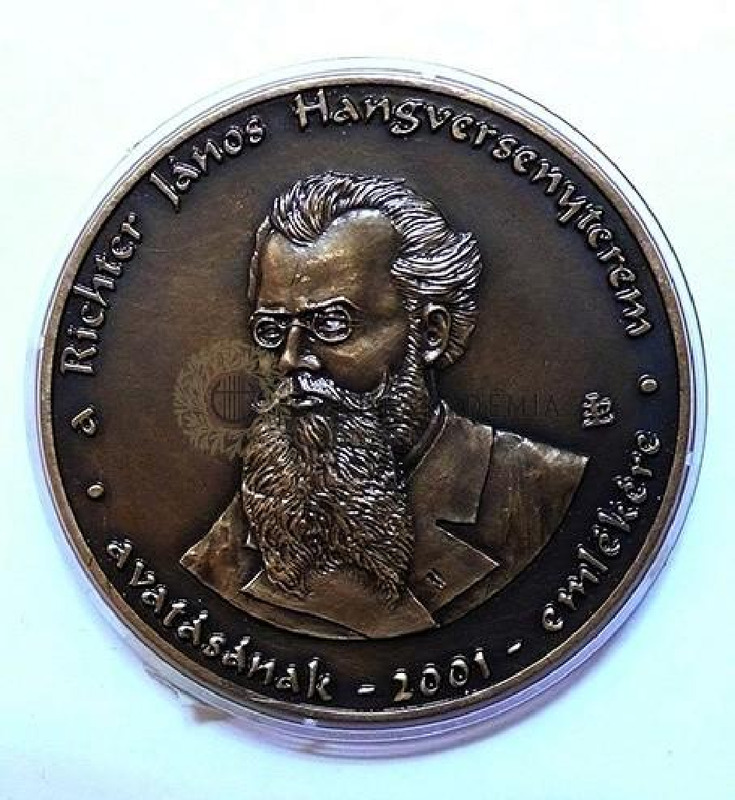 a Richter János Hangversenyterem
avatásának - 2001 - emlékére